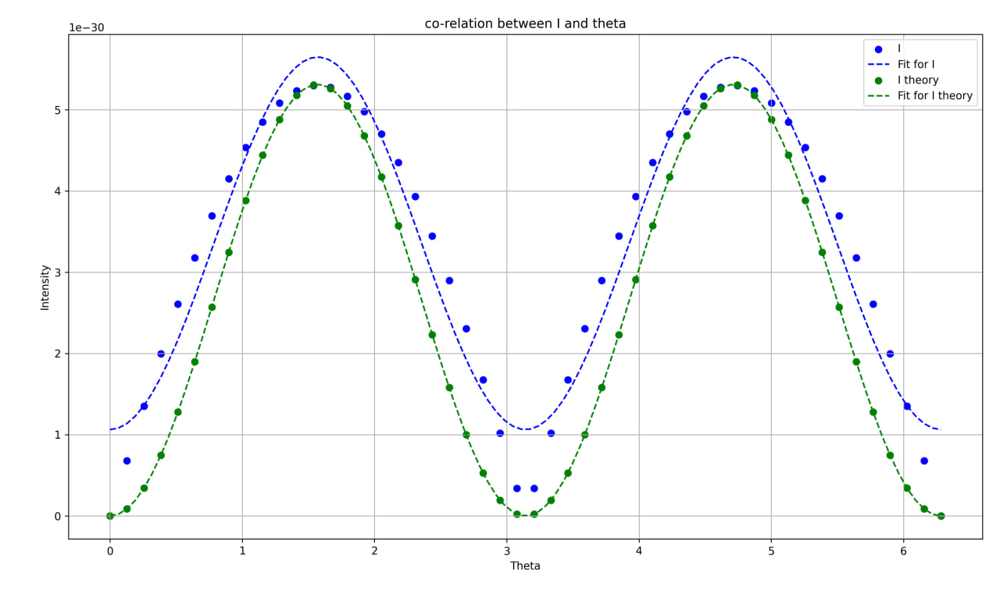 co-relation between I and theta
1e−30
I
Fit for I
I theory
Fit for I theory
5
4
3
2
1
0
Intensity
0 1 2 3 4 5 6
Theta